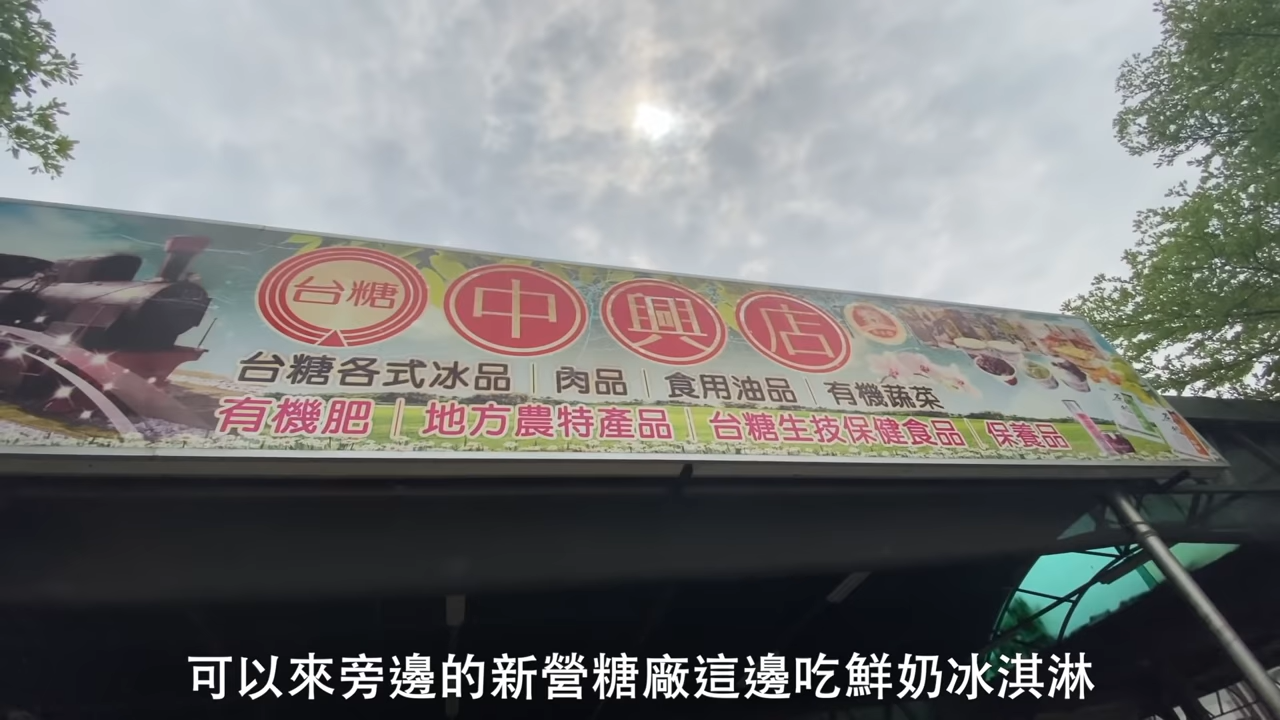 台糖 中興店
台糖各式冰品｜肉品｜食用油品｜有機蔬菜
有機肥｜地方農特產品｜台糖生技保健食品｜保養品
可以來旁邊的新營糖廠這邊吃鮮奶冰淇淋